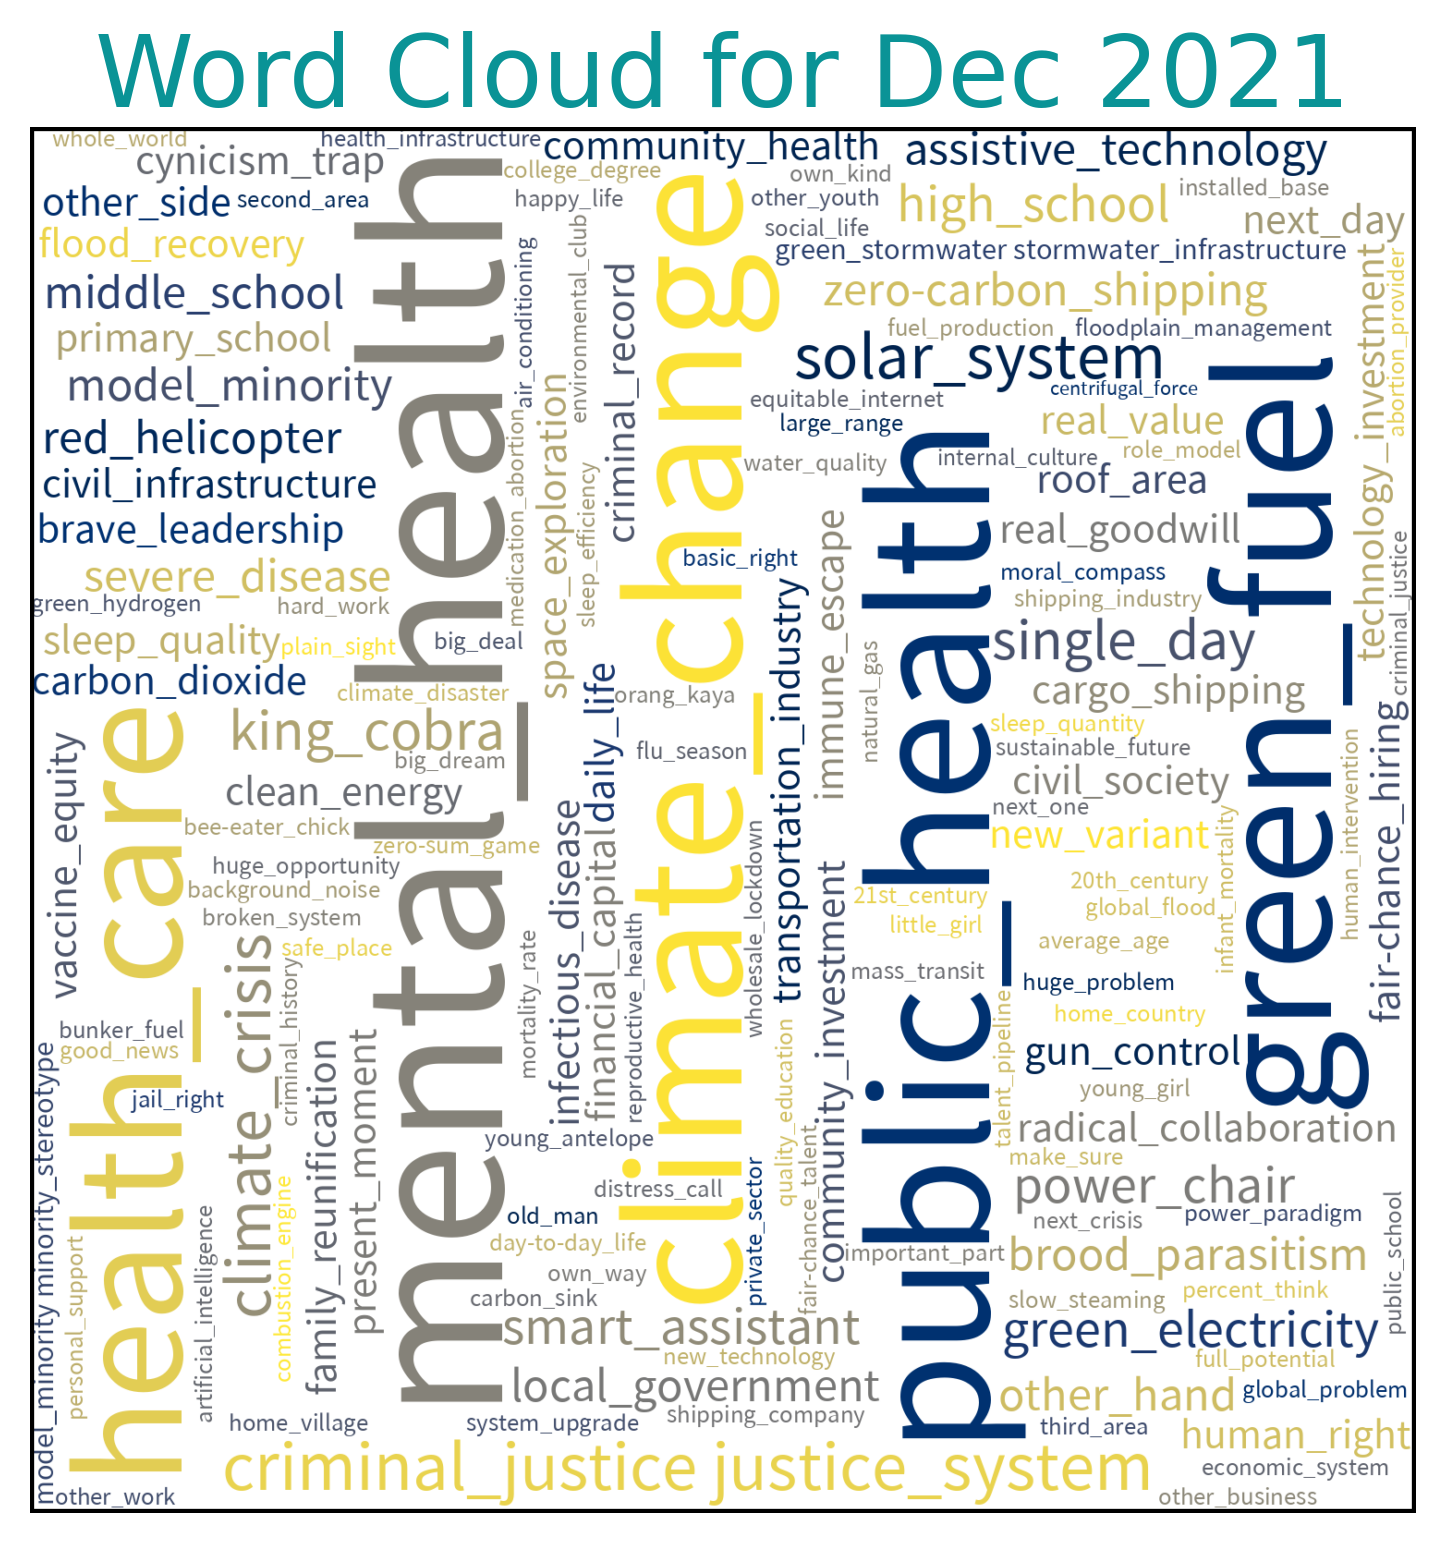 Word Cloud for Dec 2021
whole_world
health_infrastructure
community_health
assistive_technology
cynicism_trap
college_degree
own_kind
installed_base
other_side
second_area
happy_life
other_youth
high_school
next_day
social_life
flood_recovery
green_stormwater
stormwater_infrastructure
middle_school
zero-carbon_shipping
primary_school
fuel_production
floodplain_management
solar_system
model_minority
centrifugal_force
equitable_internet
large_range
real_value
red_helicopter
water_quality
internal_culture
role_model
civil_infrastructure
roof_area
brave_leadership
real_goodwill
basic_right
severe_disease
moral_compass
green_hydrogen
hard_work
shipping_industry
sleep_quality
plain_sight
big_deal
single_day
carbon_dioxide
climate_disaster
orang_kaya
cargo_shipping
king_cobra
sleep_quantity
flu_season
sustainable_future
big_dream
clean_energy
civil_society
next_one
bee-eater_chick
zero-sum_game
new_variant
huge_opportunity
background_noise
21st_century
20th_century
broken_system
little_girl
global_flood
safe_place
average_age
mass_transit
huge_problem
home_country
bunker_fuel
good_news
gun_control
jail_right
young_girl
young_antelope
radical_collaboration
make_sure
distress_call
power_chair
old_man
next_crisis
power_paradigm
day-to-day_life
important_part
brood_parasitism
own_way
carbon_sink
slow_steaming
percent_think
smart_assistant
green_electricity
new_technology
full_potential
local_government
other_hand
global_problem
home_village
system_upgrade
shipping_company
third_area
human_right
criminal_justice
justice_system
economic_system
other_work
other_business
mental_health
climate_change
public_health
green_fuel
health_care
air_conditioning
environmental_club
criminal_record
technology_investment
abortion_provider
medication_abortion
space_exploration
sleep_efficiency
immune_escape
transportation_industry
natural_gas
criminal_justice
daily_life
vaccine_equity
infectious_disease
financial_capital
wholesale_lockdown
reproductive_health
mortality_rate
community_investment
infant_mortality
human_intervention
fair-chance_hiring
climate_crisis
criminal_history
family_reunification
present_moment
combustion_engine
artificial_intelligence
personal_support
model_minority
minority_stereotype
quality_education
fair-chance_talent
private_sector
talent_pipeline
public_school